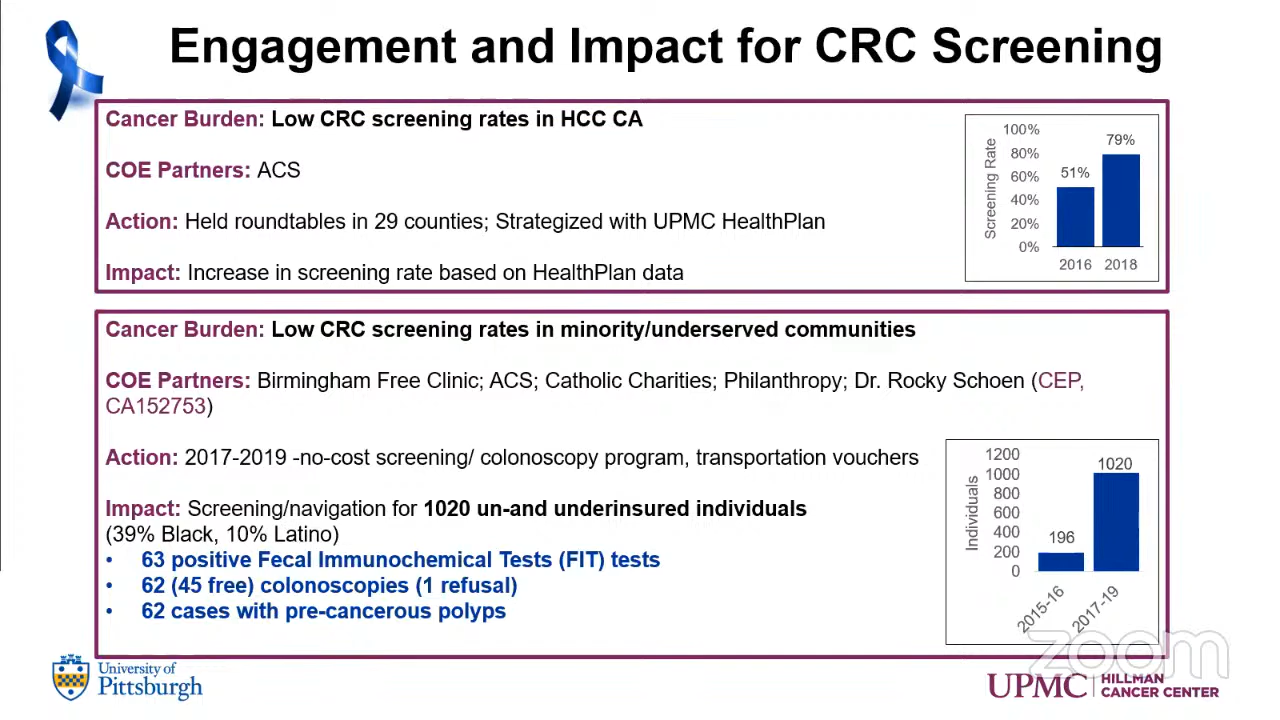 Engagement and Impact for CRC Screening
Cancer Burden: Low CRC screening rates in HCC CA
COE Partners: ACS
Action: Held roundtables in 29 counties; Strategized with UPMC HealthPlan
Impact: Increase in screening rate based on HealthPlan data
Screening Rate
100%
80%
60%
40%
20%
0%
51%
79%
2016 2018
Cancer Burden: Low CRC screening rates in minority/underserved communities
COE Partners: Birmingham Free Clinic; ACS; Catholic Charities; Philanthropy; Dr. Rocky Schoen (CEP,
CA152753)
Action: 2017-2019 -no-cost screening/ colonoscopy program, transportation vouchers
Impact: Screening/navigation for 1020 un-and underinsured individuals
(39% Black, 10% Latino)
• 63 positive Fecal Immunochemical Tests (FIT) tests
• 62 (45 free) colonoscopies (1 refusal)
• 62 cases with pre-cancerous polyps
Individuals
1200
1000
800
600
400
200
0
196
1020
2015-16
2017-19
zoom
University of
Pittsburgh
UPMC
HILLMAN
CANCER CENTER